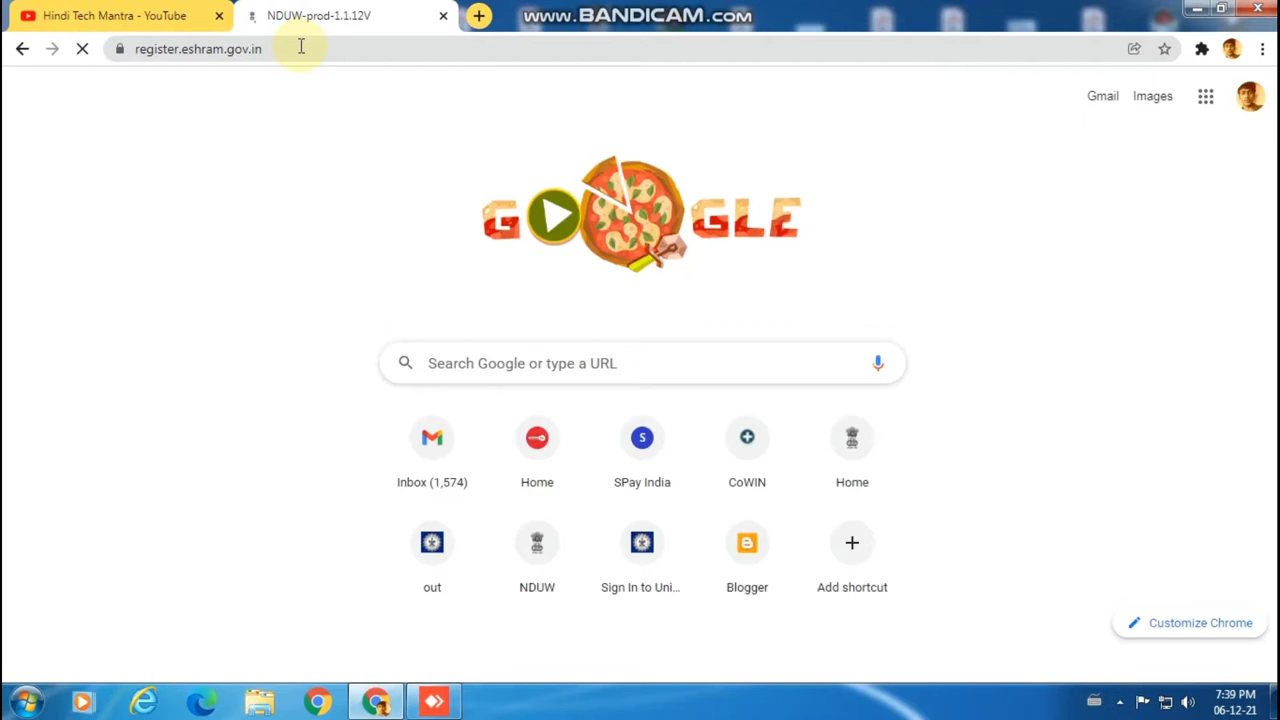 Hindi Tech Mantra - YouTube
NDUW-prod-1.1.12V
www.BANDICAM.com
register.eshram.gov.in
Gmail Images
GOOGLE
Search Google or type a URL
S
Inbox (1,574) Home SPay India CoWIN Home
out NDUW Sign In to Uni... Blogger Add shortcut
Customize Chrome
7:39 PM
06-12-21